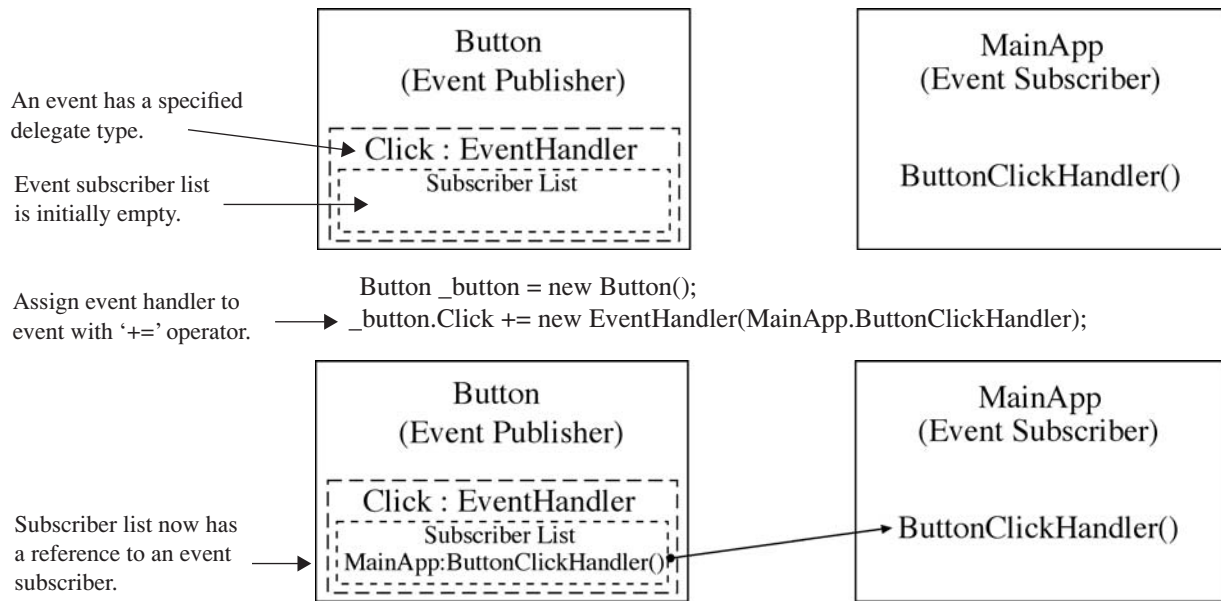 Button
(Event Publisher)
MainApp
(Event Subscriber)
An event has a specified
delegate type.
Click : EventHandler
Subscriber List
ButtonClickHandler()
Event subscriber list
is initially empty.
Button _button = new Button();
Assign event handler to
event with ‘+=’ operator.
_button.Click += new EventHandler(MainApp.ButtonClickHandler);
Button
(Event Publisher)
MainApp
(Event Subscriber)
Click : EventHandler
Subscriber List
MainApp:ButtonClickHandler()
ButtonClickHandler()
Subscriber list now has
a reference to an event
subscriber.